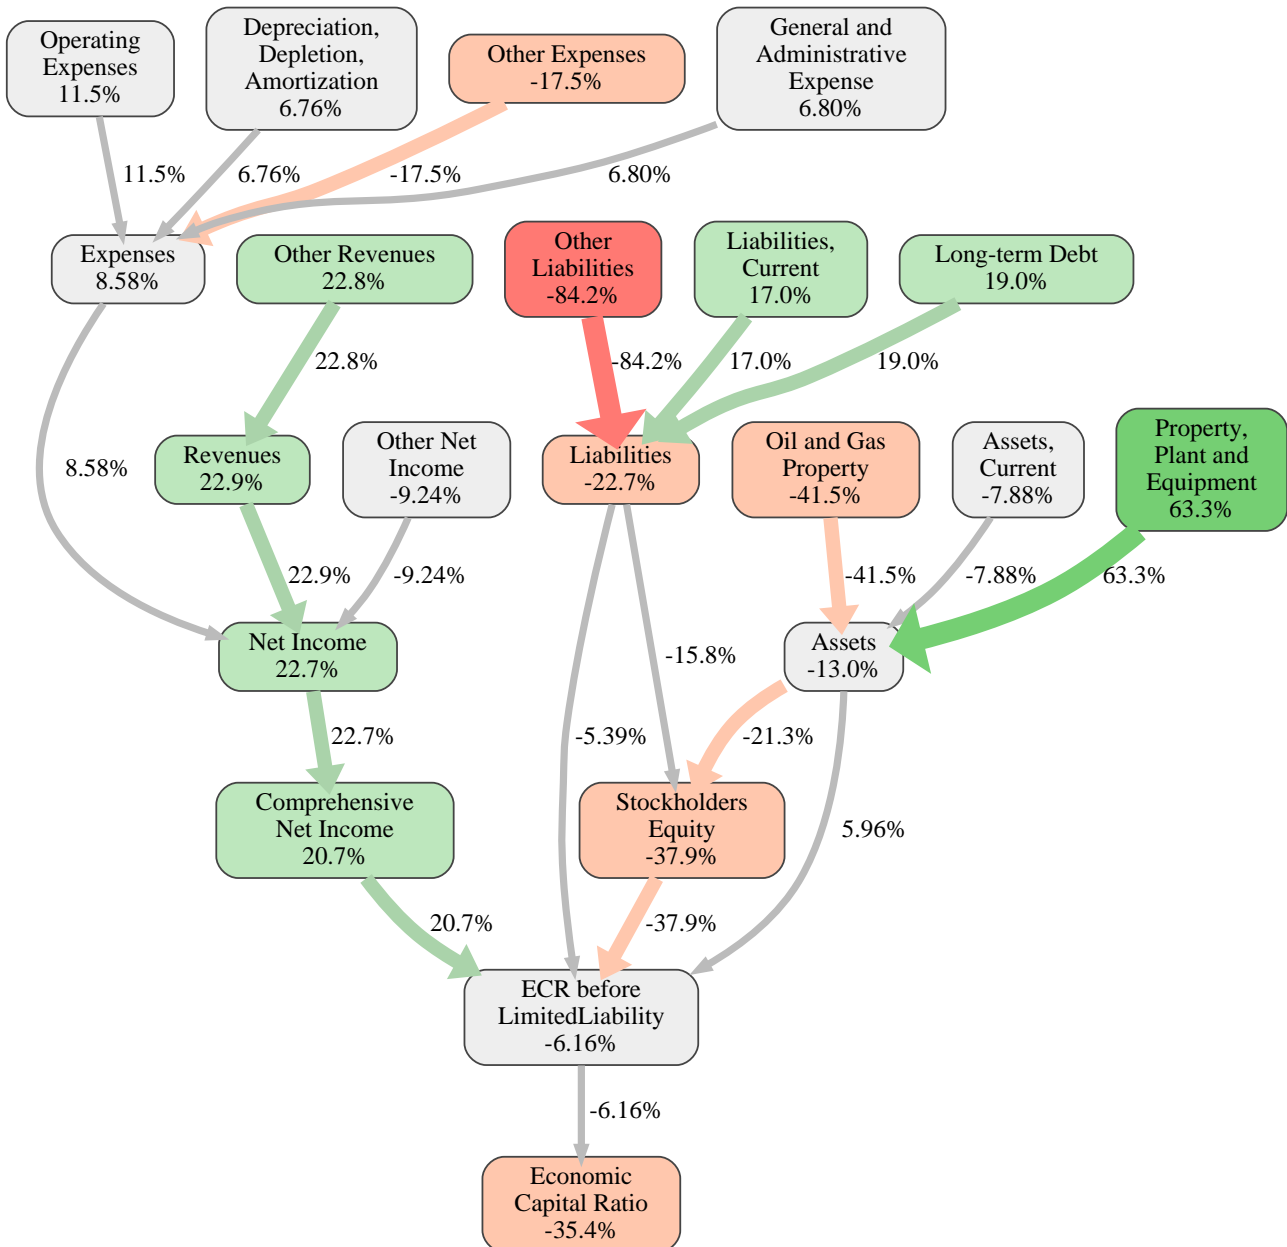 Operating
Expenses
11.5%
Depreciation,
Depletion,
Amortization
6.76%
Other Expenses
-17.5%
General and
Administrative
Expense
6.80%
11.5%
6.76%
-17.5%
6.80%
Expenses
8.58%
Other Revenues
22.8%
Other
Liabilities
-84.2%
Liabilities,
Current
17.0%
Long-term Debt
19.0%
22.8%
-84.2%
17.0%
19.0%
8.58%
Revenues
22.9%
Other Net
Income
-9.24%
Liabilities
-22.7%
Oil and Gas
Property
-41.5%
Assets,
Current
-7.88%
Property,
Plant and
Equipment
63.3%
22.9%
-9.24%
-41.5%
-7.88%
63.3%
Net Income
22.7%
-15.8%
Assets
-13.0%
22.7%
-5.39%
-21.3%
Comprehensive
Net Income
20.7%
Stockholders
Equity
-37.9%
5.96%
20.7%
-37.9%
ECR before
LimitedLiability
-6.16%
-6.16%
Economic
Capital Ratio
-35.4%